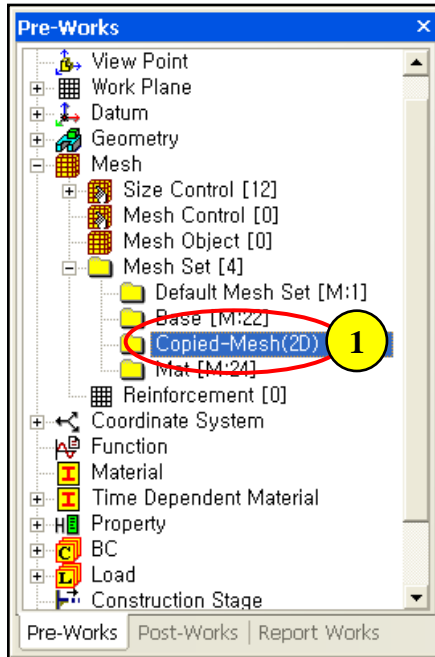 Pre-Works
View Point
Work Plane
Datum
Geometry
Mesh
Size Control [12]
Mesh Control [0]
Mesh Object [0]
Mesh Set [4]
Default Mesh Set [M:1]
Base [M:22]
Copied-Mesh(2D) 1
Mat [M:24]
Reinforcement [0]
Coordinate System
Function
Material
Time Dependent Material
Property
BC
Load
Construction Stage
Pre-Works Post-Works Report Works